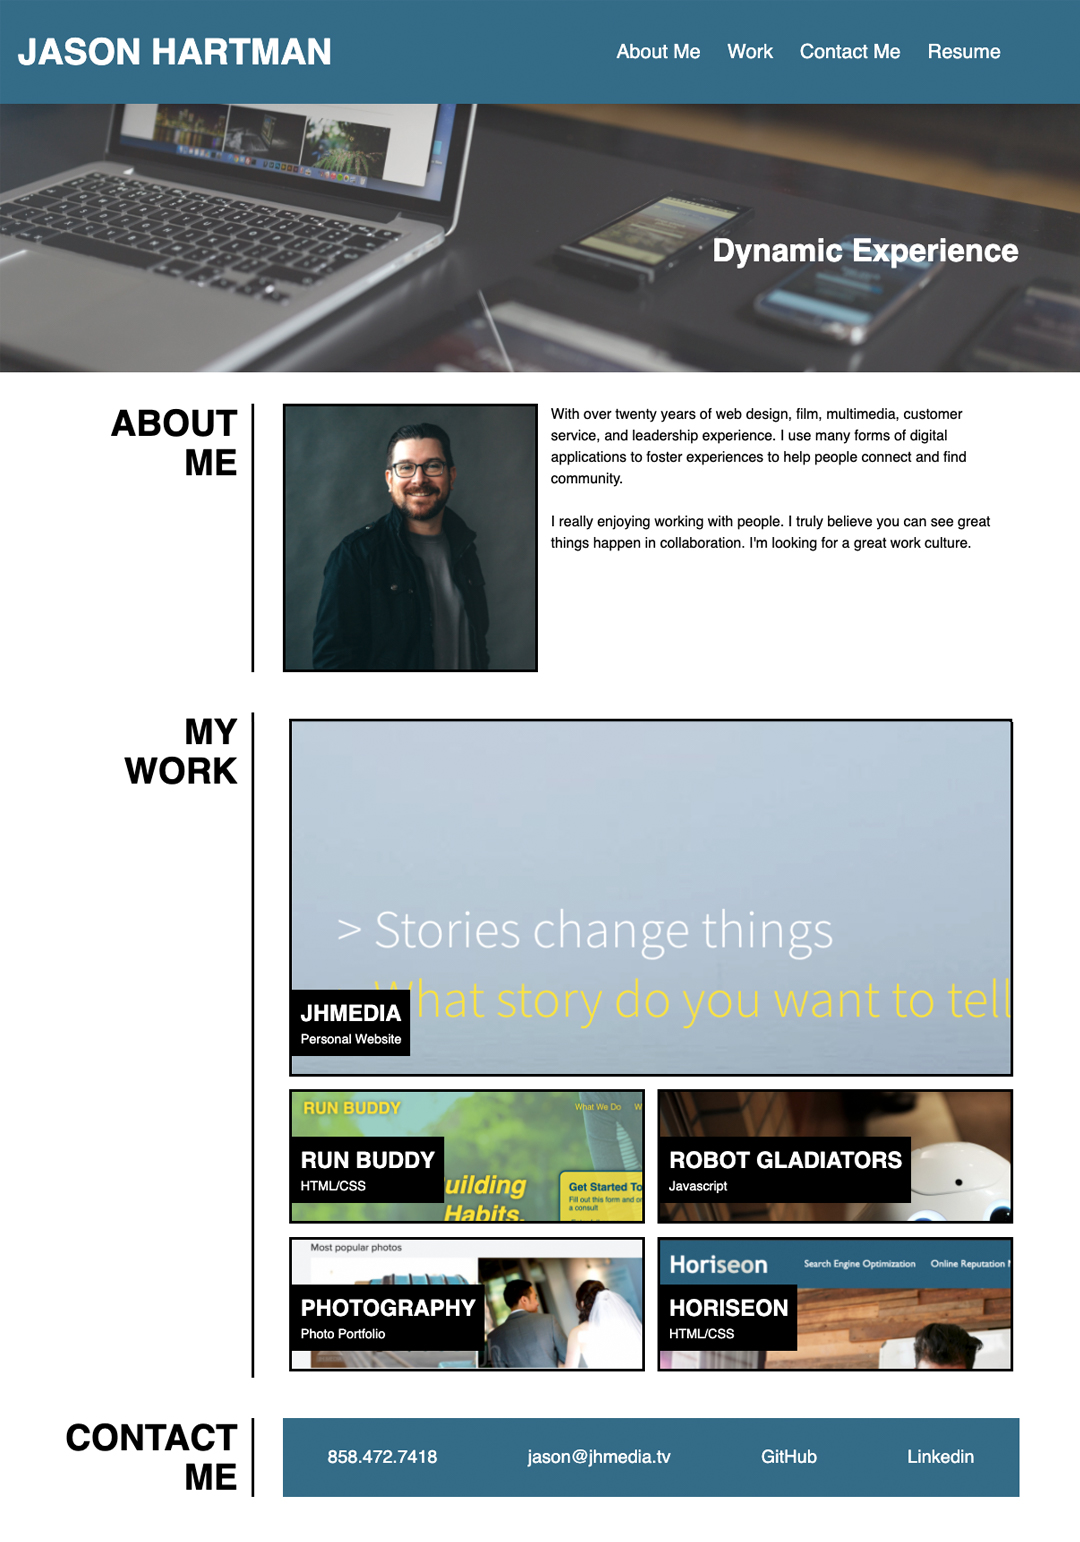 JASON HARTMAN
About Me Work Contact Me Resume
Dynamic Experience
ABOUT
ME
With over twenty years of web design, film, multimedia, customer
service, and leadership experience. I use many forms of digital
applications to foster experiences to help people connect and find
community.
I really enjoying working with people. I truly believe you can see great
things happen in collaboration. I'm looking for a great work culture.
MY
WORK
> Stories change things
What story do you want to tell
JHMEDIA
Personal Website
RUN BUDDY
What We Do W
RUN BUDDY
HTML/CSS
uilding
Habits.
Get Started To
Fill out this form and
a consult
ROBOT GLADIATORS
Javascript
Most popular photos
PHOTOGRAPHY
Photo Portfolio
Horiseon
Search Engine Optimization Online Reputation
HORISEON
HTML/CSS
CONTACT
ME
858.472.7418 jason@jhmedia.tv GitHub Linkedin